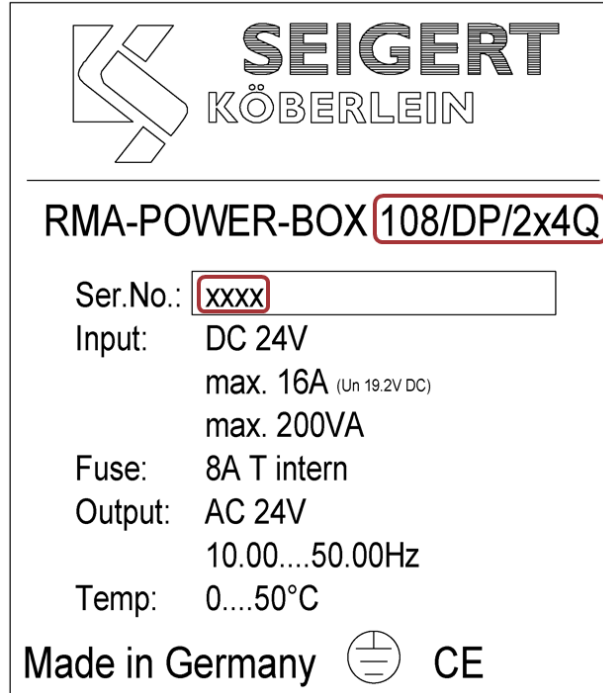 SEIGERT
KÖBERLEIN
RMA-POWER-BOX 108/DP/2x4Q
Ser.No.: xxxx
Input: DC 24V
max. 16A (Un 19.2V DC)
max. 200VA
Fuse: 8A T intern
Output: AC 24V
10.00....50.00Hz
Temp: 0....50°C
Made in Germany CE